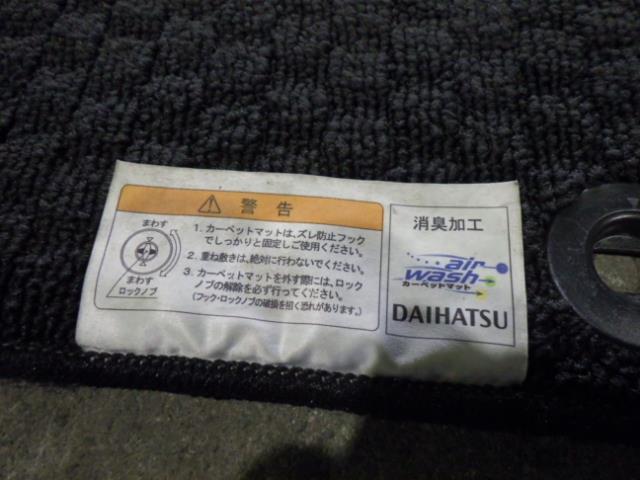 警告
まわす
まわす
ロックノブ
1. カーペットマットは、ズレ防止フック
でしっかりと固定しご使用ください。
2. 重ね敷きは、絶対に行わないでください。
3. カーペットマットを外す際には、ロック
ノブの解除を必ず行ってください。
(フック・ロックノブの破損を招く恐れがあります。)
消臭加工
air
wash
カーペットマット
DAIHATSU